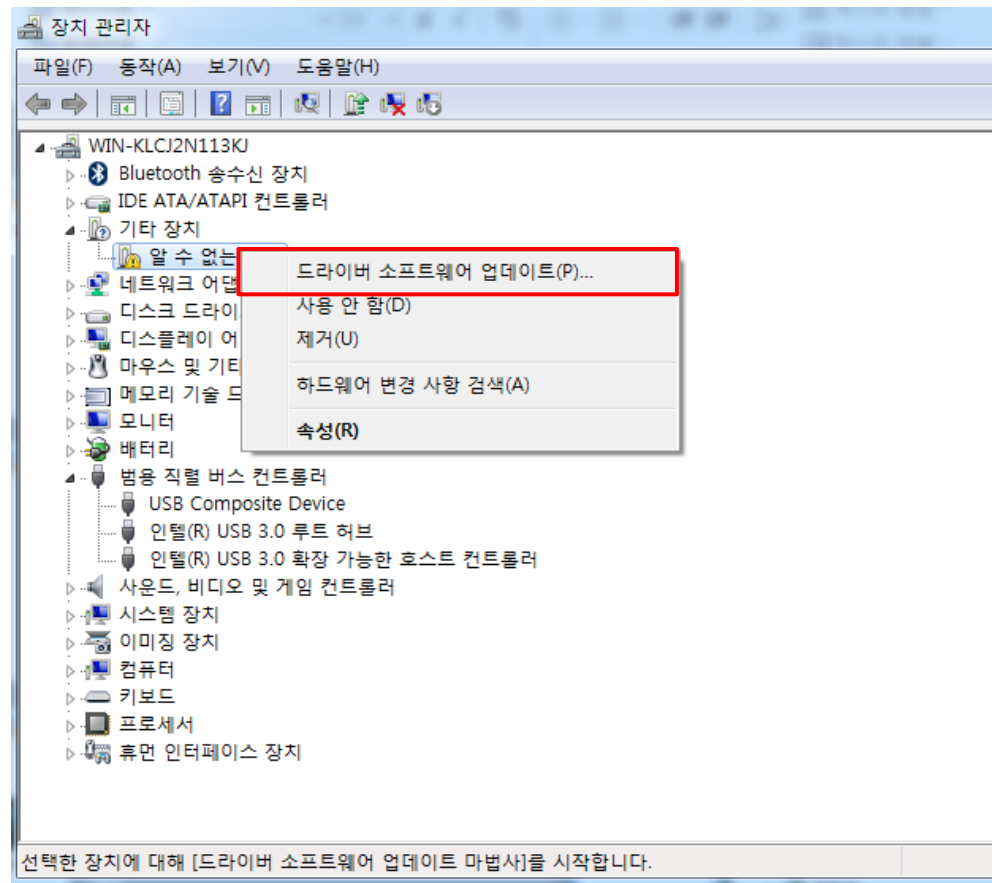 장치 관리자
파일(F) 동작(A) 보기(V) 도움말(H)
WIN-KLCJ2N113KJ
Bluetooth 송수신 장치
IDE ATA/ATAPI 컨트롤러
기타 장치
알 수 없는
드라이버 소프트웨어 업데이트(P)...
네트워크 어댑
사용 안 함(D)
디스크 드라이
디스플레이 어
제거(U)
마우스 및 기타
하드웨어 변경 사항 검색(A)
메모리 기술 드
모니터
속성(R)
배터리
범용 직렬 버스 컨트롤러
USB Composite Device
인텔(R) USB 3.0 루트 허브
인텔(R) USB 3.0 확장 가능한 호스트 컨트롤러
사운드, 비디오 및 게임 컨트롤러
시스템 장치
이미징 장치
컴퓨터
키보드
프로세서
휴먼 인터페이스 장치
선택한 장치에 대해 [드라이버 소프트웨어 업데이트 마법사]를 시작합니다.